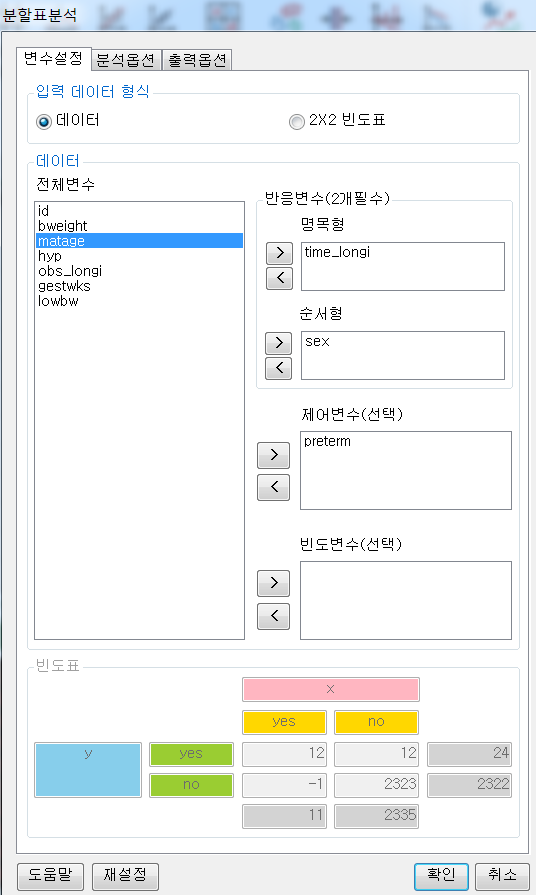 분할표분석
변수설정 분석옵션 출력옵션
입력 데이터 형식
데이터 2X2 빈도표
데이터
전체변수
id
bweight
matage
hyp
obs_longi
gestwks
lowbw
반응변수(2개필수)
명목형
>
<
time_longi
순서형
>
<
sex
제어변수(선택)
>
<
preterm
빈도변수(선택)
>
<
빈도표
x
yes no
y yes 12 12 24
no -1 2323 2322
11 2335
도움말 재설정 확인 취소